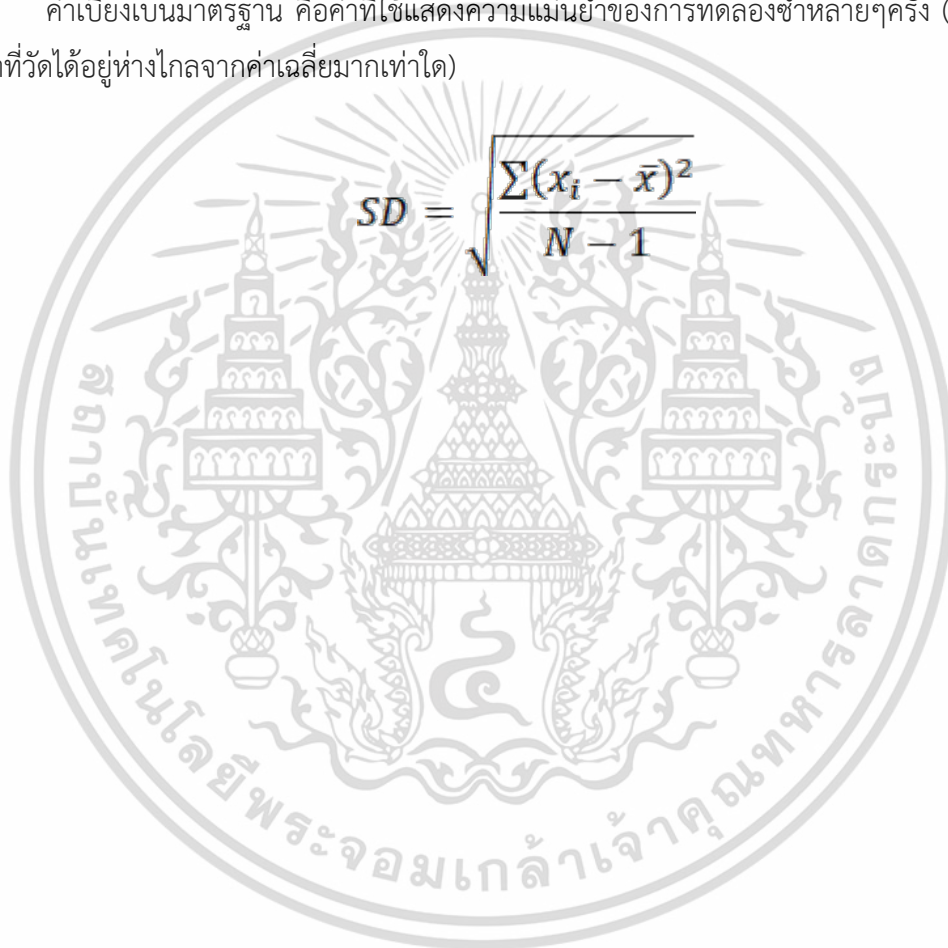 ค่าเบี่ยงเบนมาตรฐาน คือค่าที่ใช้แสดงความแม่นยำของการทดลองซ้ำหลายๆครั้ง (
ที่วัดได้อยู่ห่างไกลจากค่าเฉลี่ยมากเท่าใด)
SD = √(∑(xᵢ − x̄)² / (N − 1))
สถาบันเทคโนโลยีพระจอมเกล้าเจ้าคุณทหารลาดกระบัง